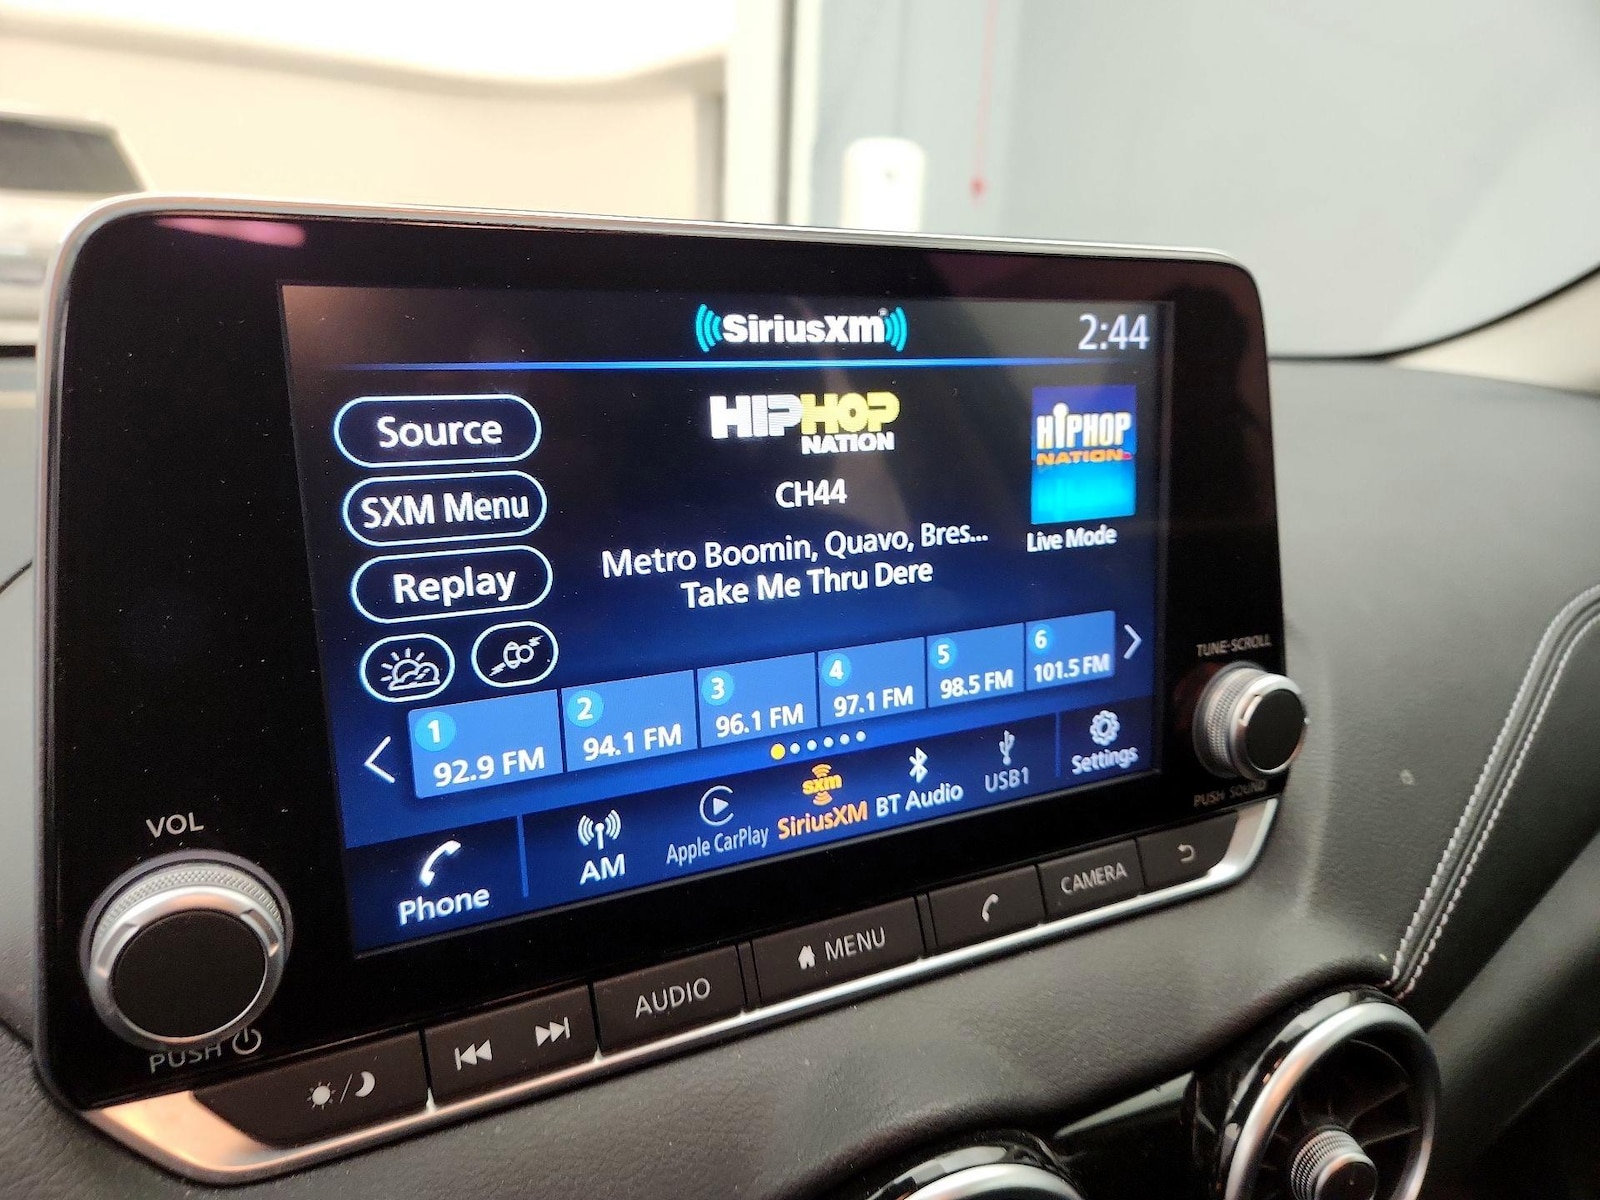 SiriusXM
2:44
Source
SXM Menu
Replay
HIPHOP
NATION
CH44
Metro Boomin, Quavo, Bres...
Take Me Thru Dere
HIPHOP
NATION
Live Mode
1
92.9 FM
2
94.1 FM
3
96.1 FM
4
97.1 FM
5
98.5 FM
6
101.5 FM
Phone
AM
Apple CarPlay
sxm
SiriusXM
BT Audio
USB1
Settings
VOL
PUSH
TUNE-SCROLL
PUSH SOUND
AUDIO
MENU
CAMERA